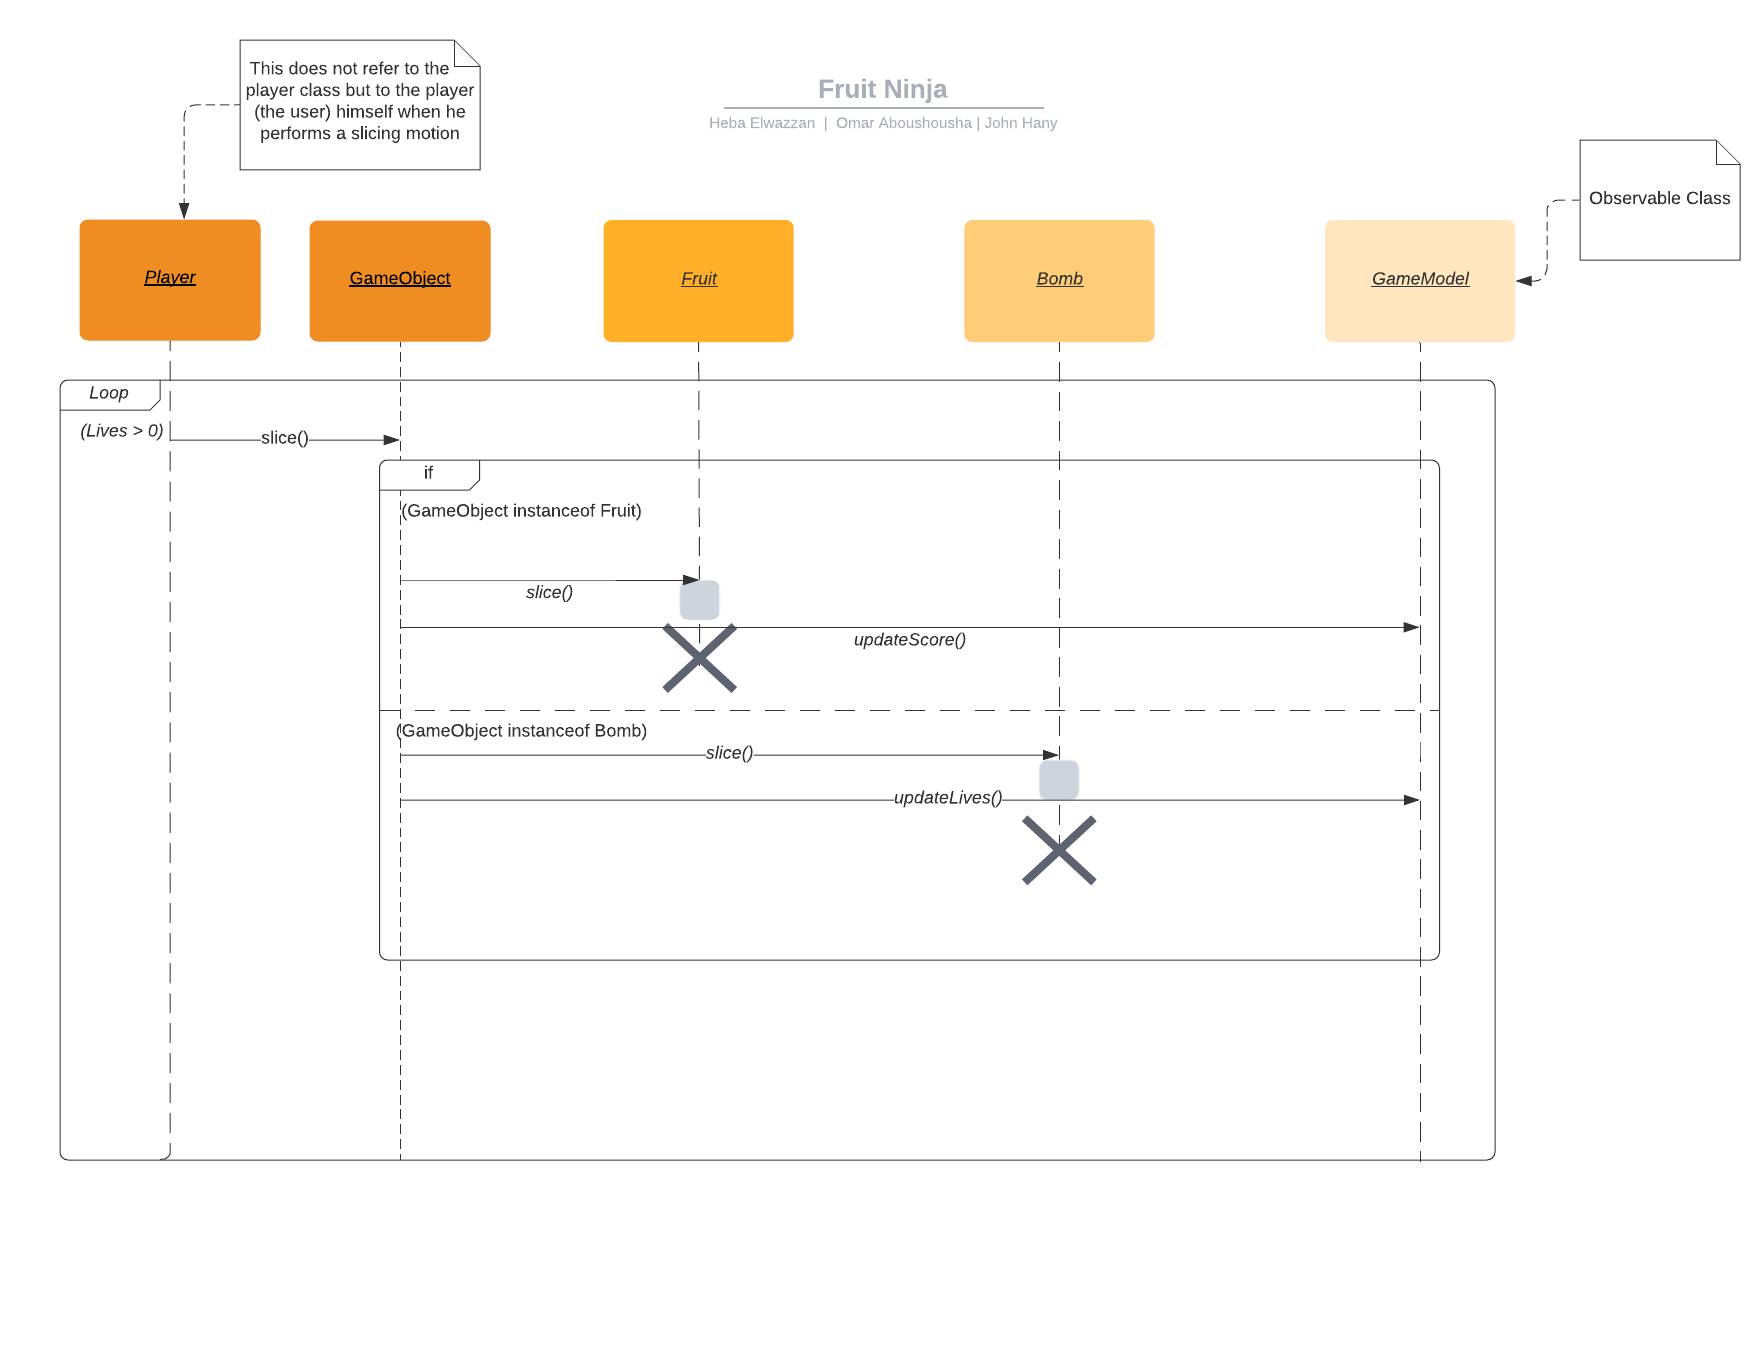 This does not refer to the
player class but to the player
(the user) himself when he
performs a slicing motion
Fruit Ninja
Heba Elwazzan | Omar Aboushousha | John Hany
Observable Class
Player
GameObject
Fruit
Bomb
GameModel
Loop
(Lives > 0)
slice()
if
(GameObject instanceof Fruit)
slice()
updateScore()
(GameObject instanceof Bomb)
slice()
updateLives()